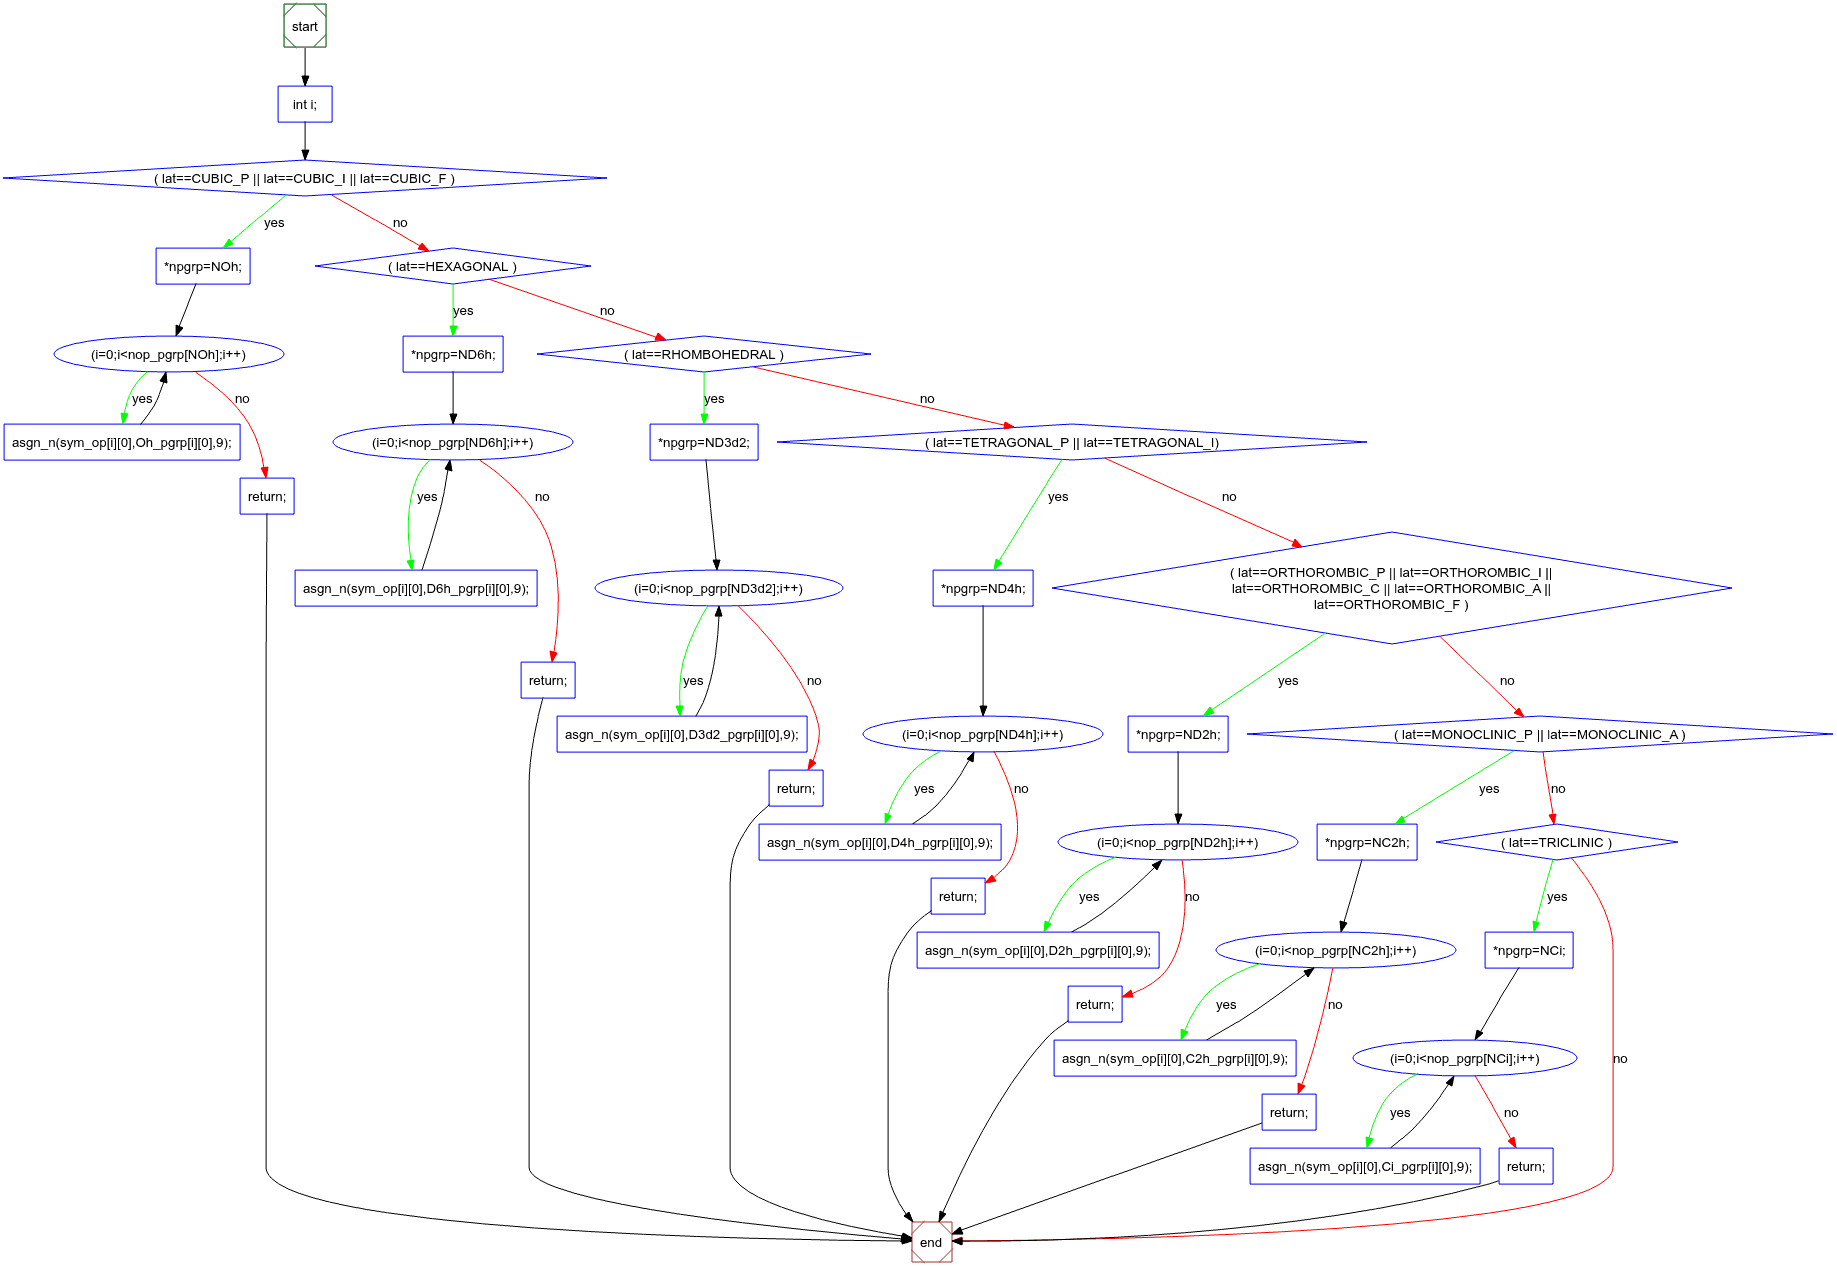 start
int i;
( lat==CUBIC_P || lat==CUBIC_I || lat==CUBIC_F )
yes
no
*npgrp=NOh;
( lat==HEXAGONAL )
yes
no
(i=0;i<nop_pgrp[NOh];i++)
*npgrp=ND6h;
( lat==RHOMBOHEDRAL )
yes
no
yes
no
asgn_n(sym_op[i][0],Oh_pgrp[i][0],9);
(i=0;i<nop_pgrp[ND6h];i++)
*npgrp=ND3d2;
( lat==TETRAGONAL_P || lat==TETRAGONAL_I)
return;
yes
no
yes
no
asgn_n(sym_op[i][0],D6h_pgrp[i][0],9);
(i=0;i<nop_pgrp[ND3d2];i++)
*npgrp=ND4h;
( lat==ORTHOROMBIC_P || lat==ORTHOROMBIC_I ||
lat==ORTHOROMBIC_C || lat==ORTHOROMBIC_A ||
lat==ORTHOROMBIC_F )
return;
yes
no
yes
no
asgn_n(sym_op[i][0],D3d2_pgrp[i][0],9);
(i=0;i<nop_pgrp[ND4h];i++)
*npgrp=ND2h;
( lat==MONOCLINIC_P || lat==MONOCLINIC_A )
return;
yes
no
yes
no
asgn_n(sym_op[i][0],D4h_pgrp[i][0],9);
(i=0;i<nop_pgrp[ND2h];i++)
*npgrp=NC2h;
( lat==TRICLINIC )
return;
yes
no
yes
asgn_n(sym_op[i][0],D2h_pgrp[i][0],9);
(i=0;i<nop_pgrp[NC2h];i++)
*npgrp=NCi;
return;
yes
no
asgn_n(sym_op[i][0],C2h_pgrp[i][0],9);
(i=0;i<nop_pgrp[NCi];i++)
no
return;
yes
no
asgn_n(sym_op[i][0],Ci_pgrp[i][0],9);
return;
end